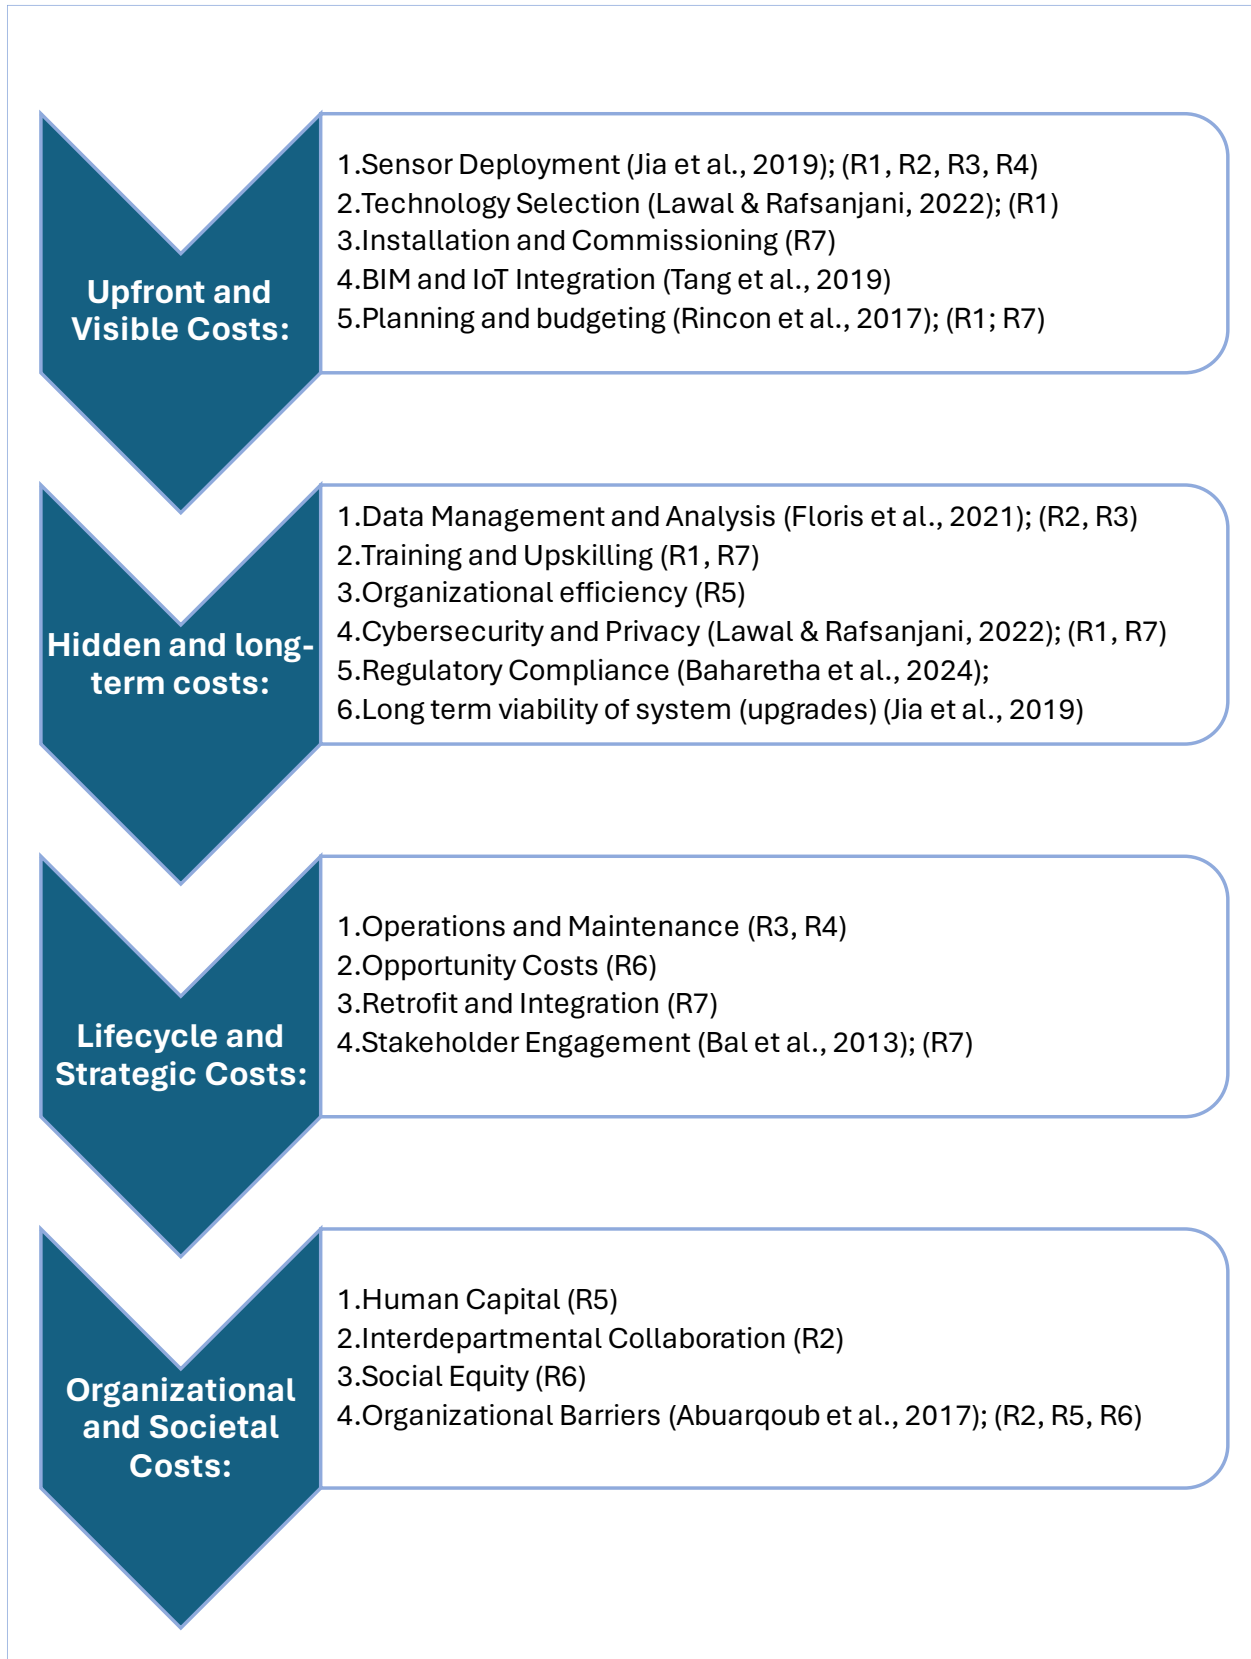 Upfront and
Visible Costs:
1.Sensor Deployment (Jia et al., 2019); (R1, R2, R3, R4)
2.Technology Selection (Lawal & Rafsanjani, 2022); (R1)
3.Installation and Commissioning (R7)
4.BIM and IoT Integration (Tang et al., 2019)
5.Planning and budgeting (Rincon et al., 2017); (R1; R7)
Hidden and long-
term costs:
1.Data Management and Analysis (Floris et al., 2021); (R2, R3)
2.Training and Upskilling (R1, R7)
3.Organizational efficiency (R5)
4.Cybersecurity and Privacy (Lawal & Rafsanjani, 2022); (R1, R7)
5.Regulatory Compliance (Baharetha et al., 2024);
6.Long term viability of system (upgrades) (Jia et al., 2019)
Lifecycle and
Strategic Costs:
1.Operations and Maintenance (R3, R4)
2.Opportunity Costs (R6)
3.Retrofit and Integration (R7)
4.Stakeholder Engagement (Bal et al., 2013); (R7)
Organizational
and Societal
Costs:
1.Human Capital (R5)
2.Interdepartmental Collaboration (R2)
3.Social Equity (R6)
4.Organizational Barriers (Abuarqoub et al., 2017); (R2, R5, R6)